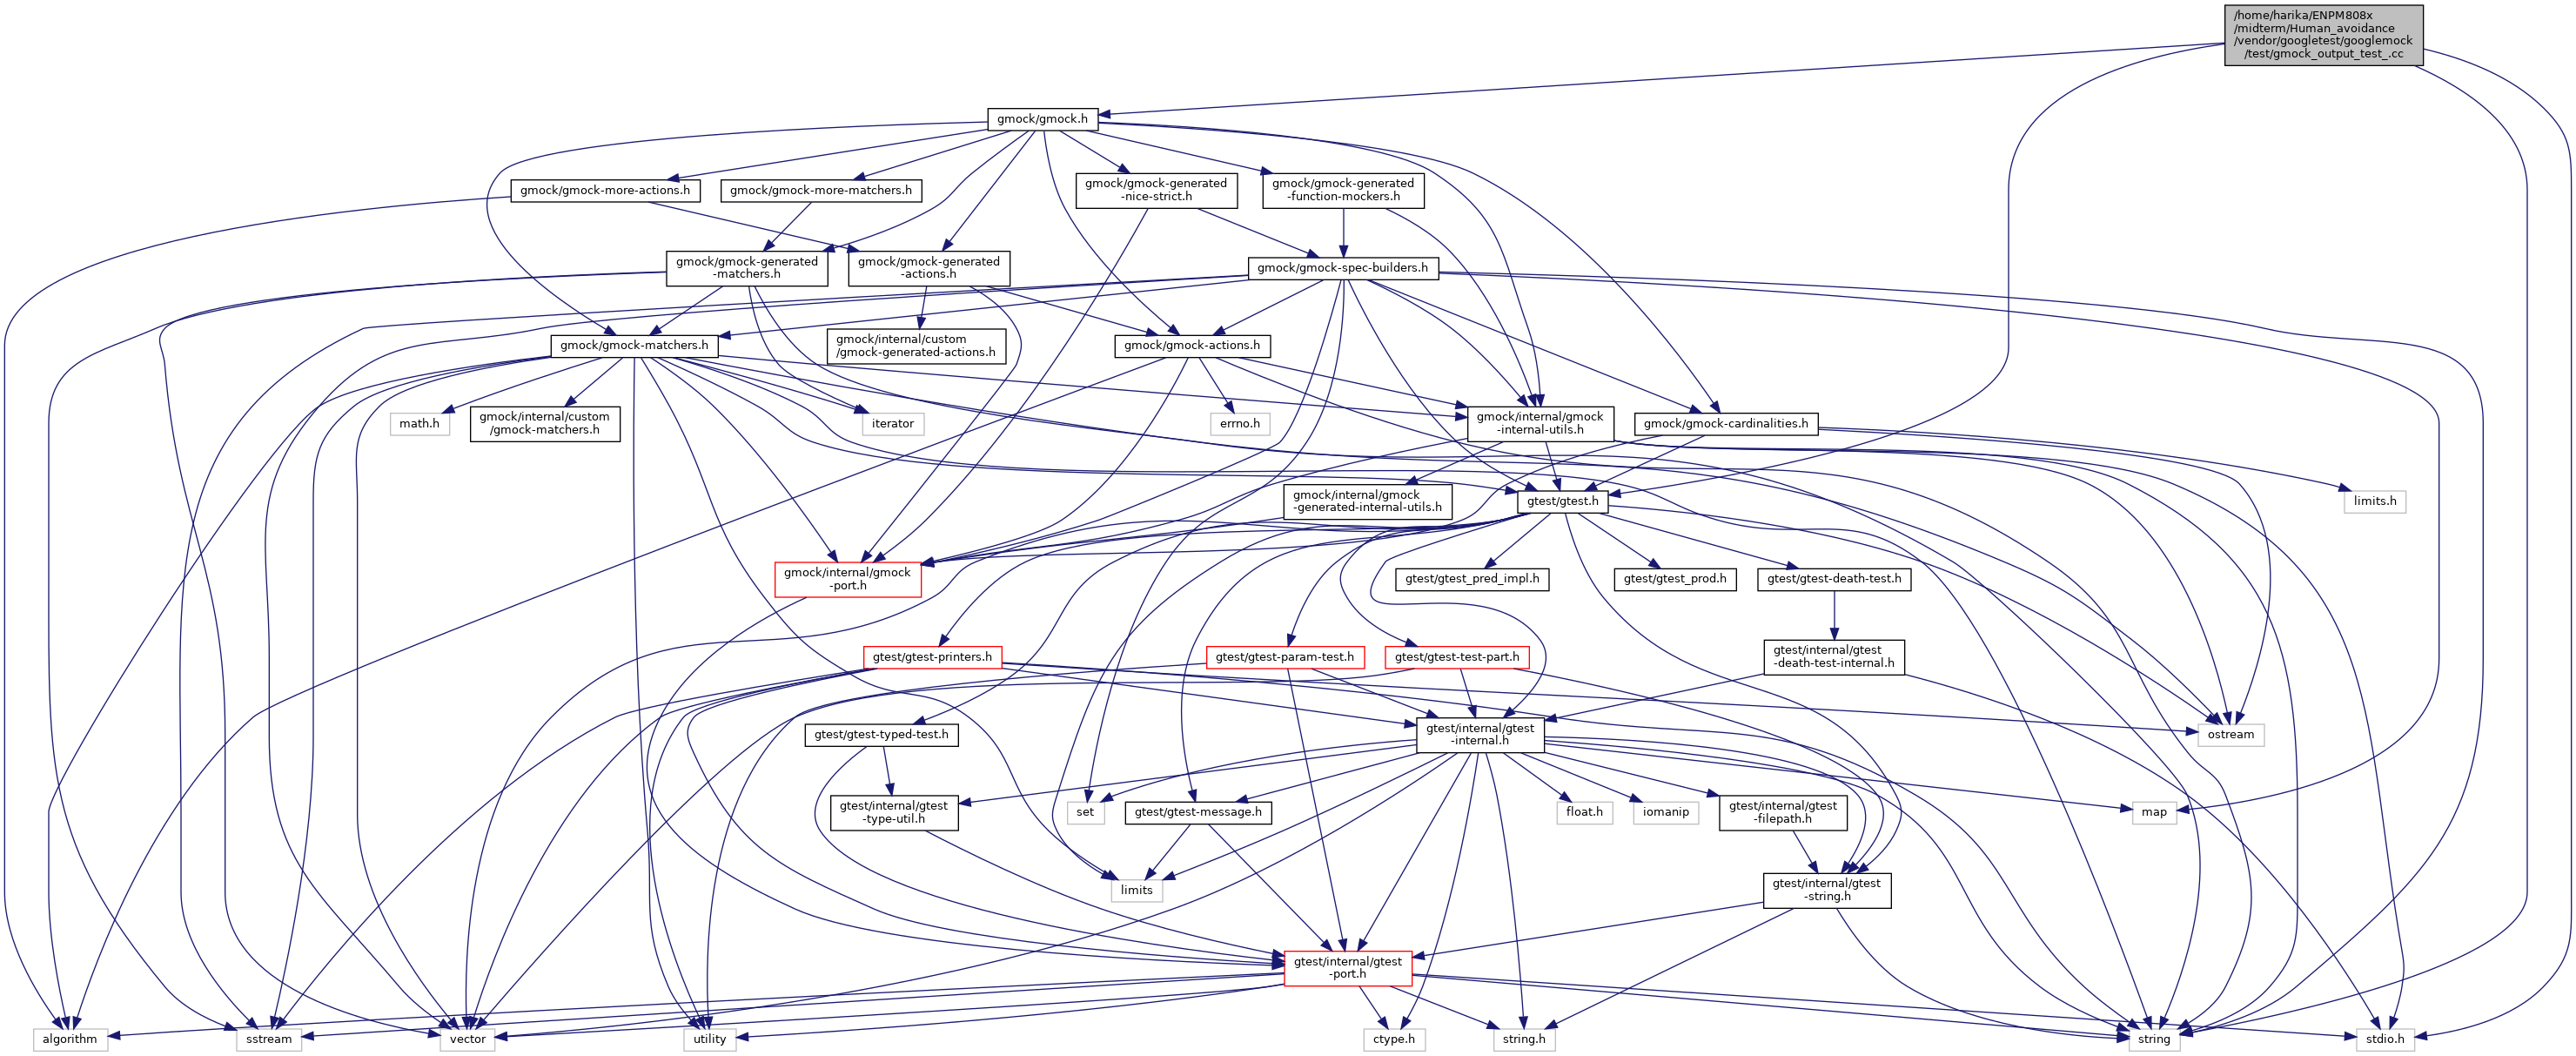 /home/harika/ENPM808x
/midterm/Human_avoidance
/vendor/googletest/googlemock
/test/gmock_output_test_.cc
gmock/gmock.h
gmock/gmock-more-actions.h
gmock/gmock-more-matchers.h
gmock/gmock-generated
-nice-strict.h
gmock/gmock-generated
-function-mockers.h
gmock/gmock-generated
-matchers.h
gmock/gmock-generated
-actions.h
gmock/gmock-spec-builders.h
gmock/gmock-matchers.h
gmock/internal/custom
/gmock-generated-actions.h
gmock/gmock-actions.h
math.h
gmock/internal/custom
/gmock-matchers.h
iterator
errno.h
gmock/internal/gmock
-internal-utils.h
gmock/gmock-cardinalities.h
gmock/internal/gmock
-generated-internal-utils.h
gtest/gtest.h
limits.h
gmock/internal/gmock
-port.h
gtest/gtest_pred_impl.h
gtest/gtest_prod.h
gtest/gtest-death-test.h
gtest/gtest-printers.h
gtest/gtest-param-test.h
gtest/gtest-test-part.h
gtest/internal/gtest
-death-test-internal.h
gtest/gtest-typed-test.h
gtest/internal/gtest
-internal.h
ostream
gtest/internal/gtest
-type-util.h
set
gtest/gtest-message.h
float.h
iomanip
gtest/internal/gtest
-filepath.h
map
limits
gtest/internal/gtest
-string.h
gtest/internal/gtest
-port.h
algorithm
sstream
vector
utility
ctype.h
string.h
string
stdio.h